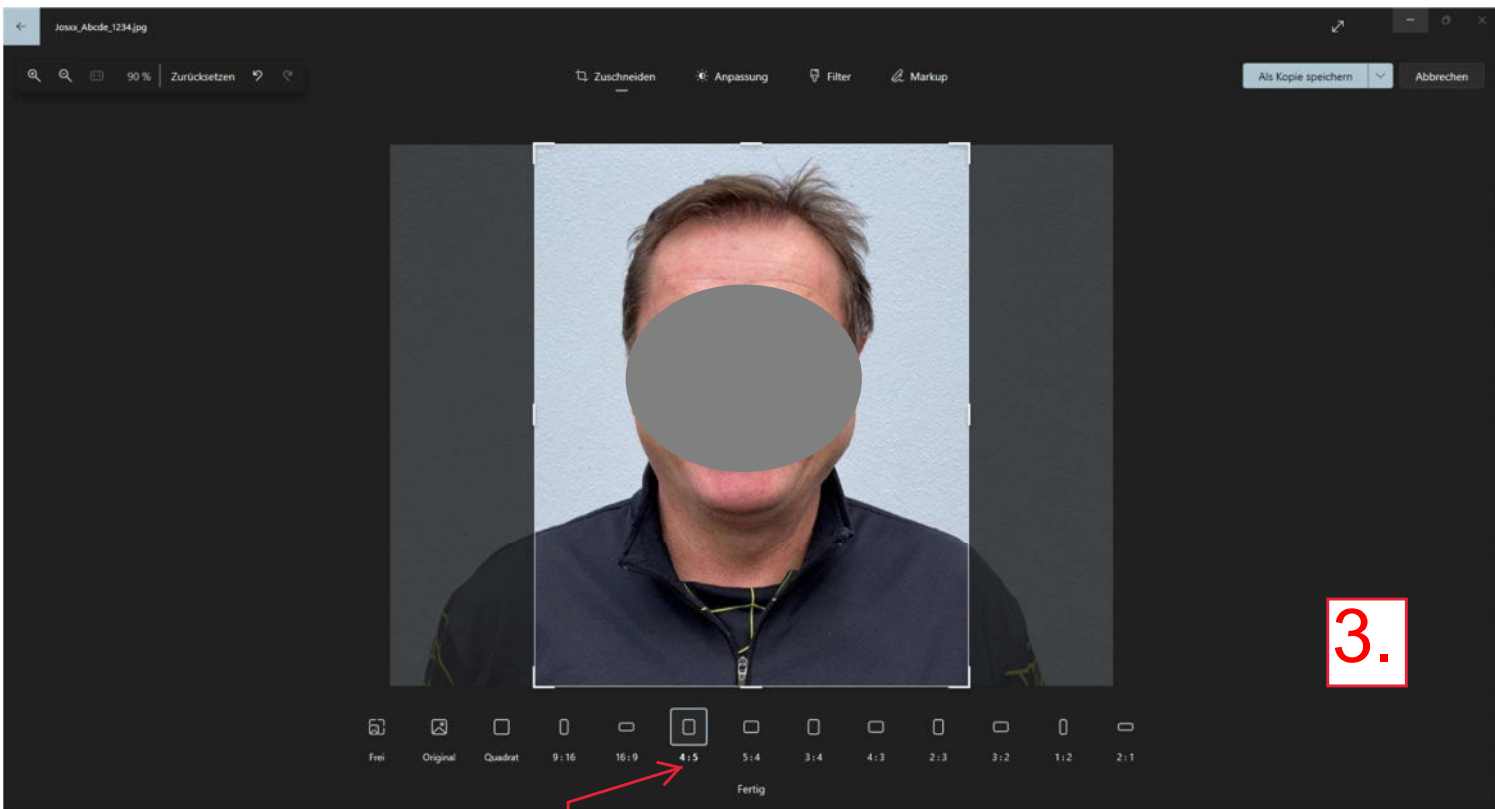 Josxx_Abcde_1234.jpg
90 % Zurücksetzen Zuschneiden Anpassung Filter Markup Als Kopie speichern Abbrechen
3.
Frei Original Quadrat 9:16 16:9 4:5 5:4 3:4 4:3 2:3 3:2 1:2 2:1
Fertig